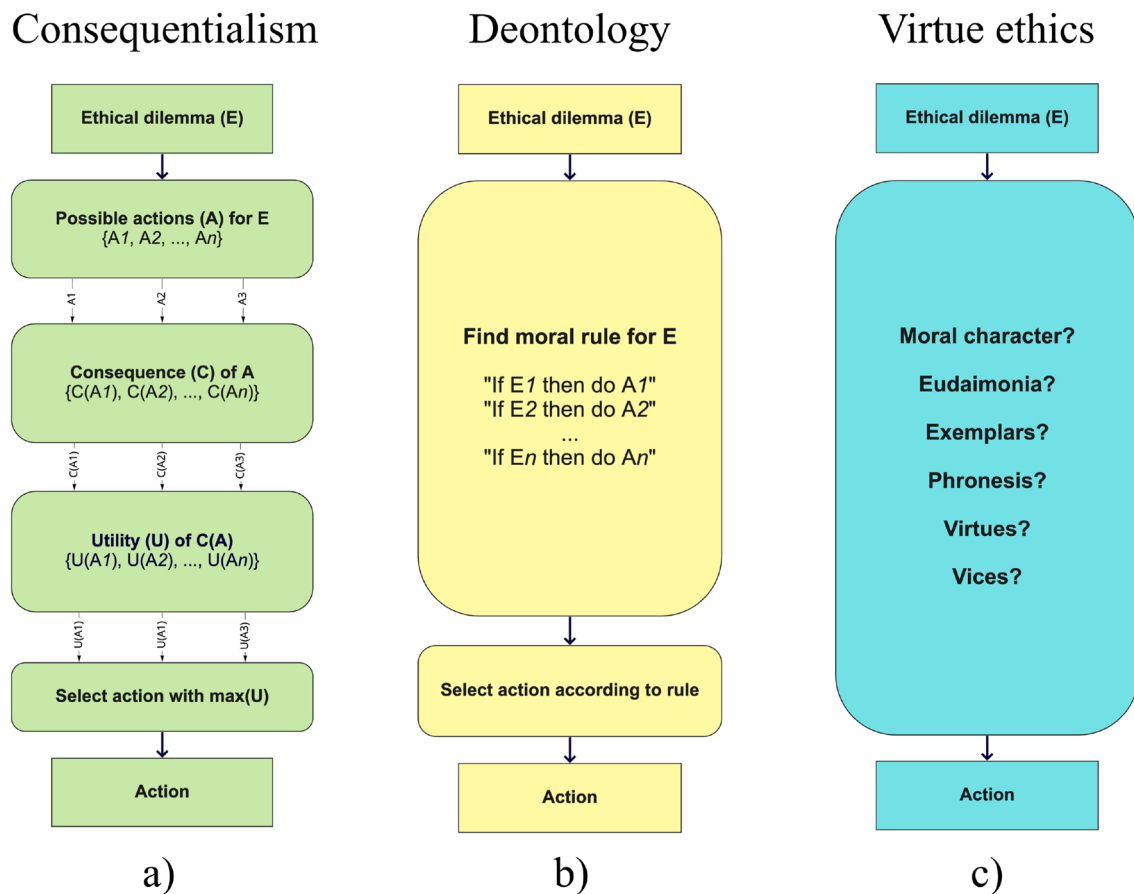 Consequentialism
Ethical dilemma (E)
Possible actions (A) for E
{A1, A2, ..., An}
A1
A2
A3
Consequence (C) of A
{C(A1), C(A2), ..., C(An)}
C(A1)
C(A2)
C(A3)
Utility (U) of C(A)
{U(A1), U(A2), ..., U(An)}
U(A1)
U(A1)
U(A3)
Select action with max(U)
Action
a)
Deontology
Ethical dilemma (E)
Find moral rule for E
"If E1 then do A1"
"If E2 then do A2"
...
"If En then do An"
Select action according to rule
Action
b)
Virtue ethics
Ethical dilemma (E)
Moral character?
Eudaimonia?
Exemplars?
Phronesis?
Virtues?
Vices?
Action
c)